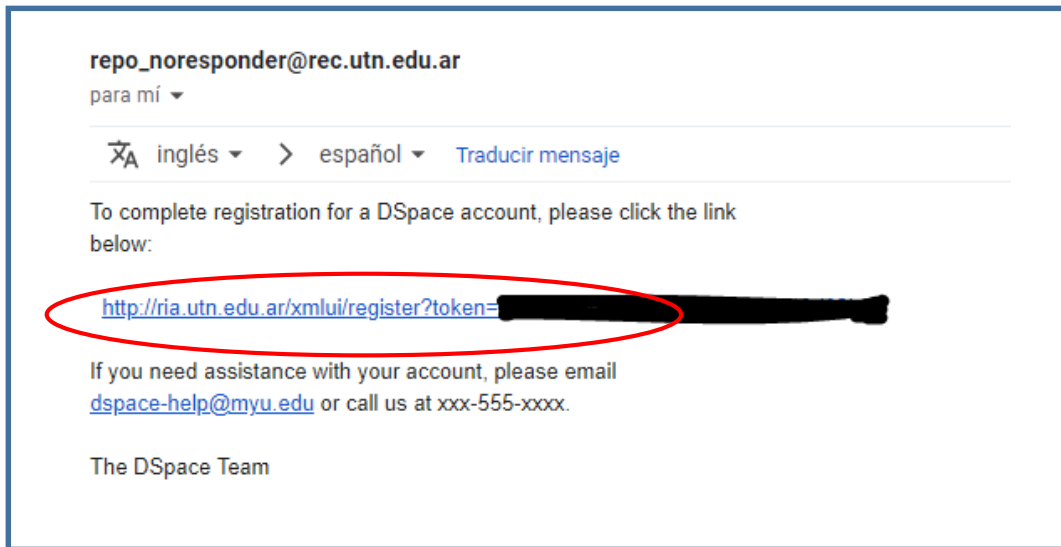 repo_noresponder@rec.utn.edu.ar
para mí
inglés > español Traducir mensaje
To complete registration for a DSpace account, please click the link
below:
http://ria.utn.edu.ar/xmlui/register?token=
If you need assistance with your account, please email
dspace-help@myu.edu or call us at xxx-555-xxxx.
The DSpace Team